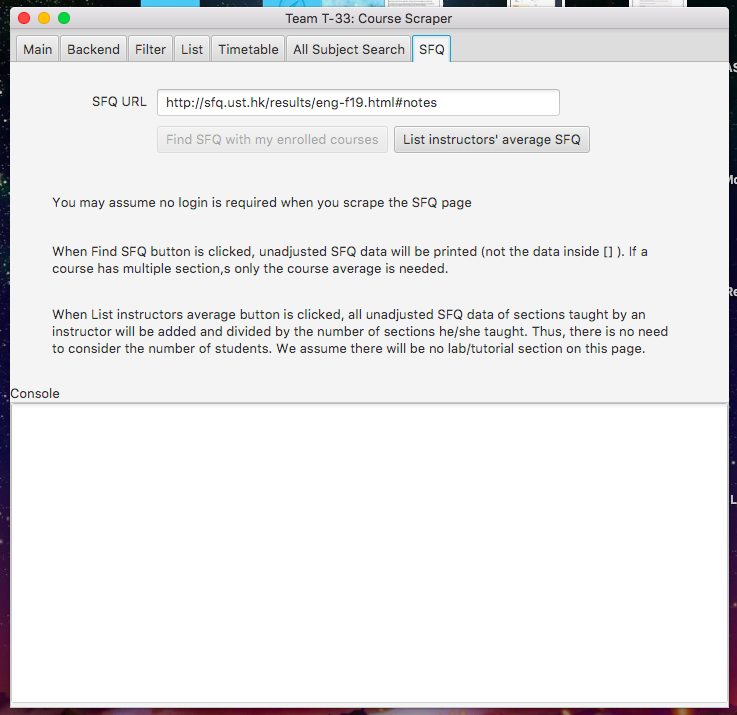 Team T-33: Course Scraper
Main Backend Filter List Timetable All Subject Search SFQ
SFQ URL http://sfq.ust.hk/results/eng-f19.html#notes
Find SFQ with my enrolled courses List instructors' average SFQ
You may assume no login is required when you scrape the SFQ page
When Find SFQ button is clicked, unadjusted SFQ data will be printed (not the data inside [] ). If a
course has multiple section,s only the course average is needed.
When List instructors average button is clicked, all unadjusted SFQ data of sections taught by an
instructor will be added and divided by the number of sections he/she taught. Thus, there is no need
to consider the number of students. We assume there will be no lab/tutorial section on this page.
Console